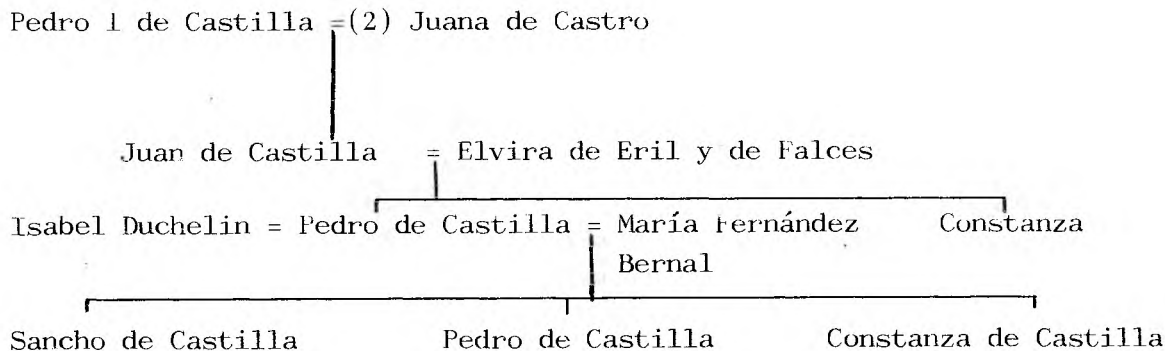 Pedro 1 de Castilla =(2) Juana de Castro
Juan de Castilla = Elvira de Eril y de Falces
Isabel Duchelin = Pedro de Castilla = María Fernández Constanza
Bernal
Sancho de Castilla Pedro de Castilla Constanza de Castilla